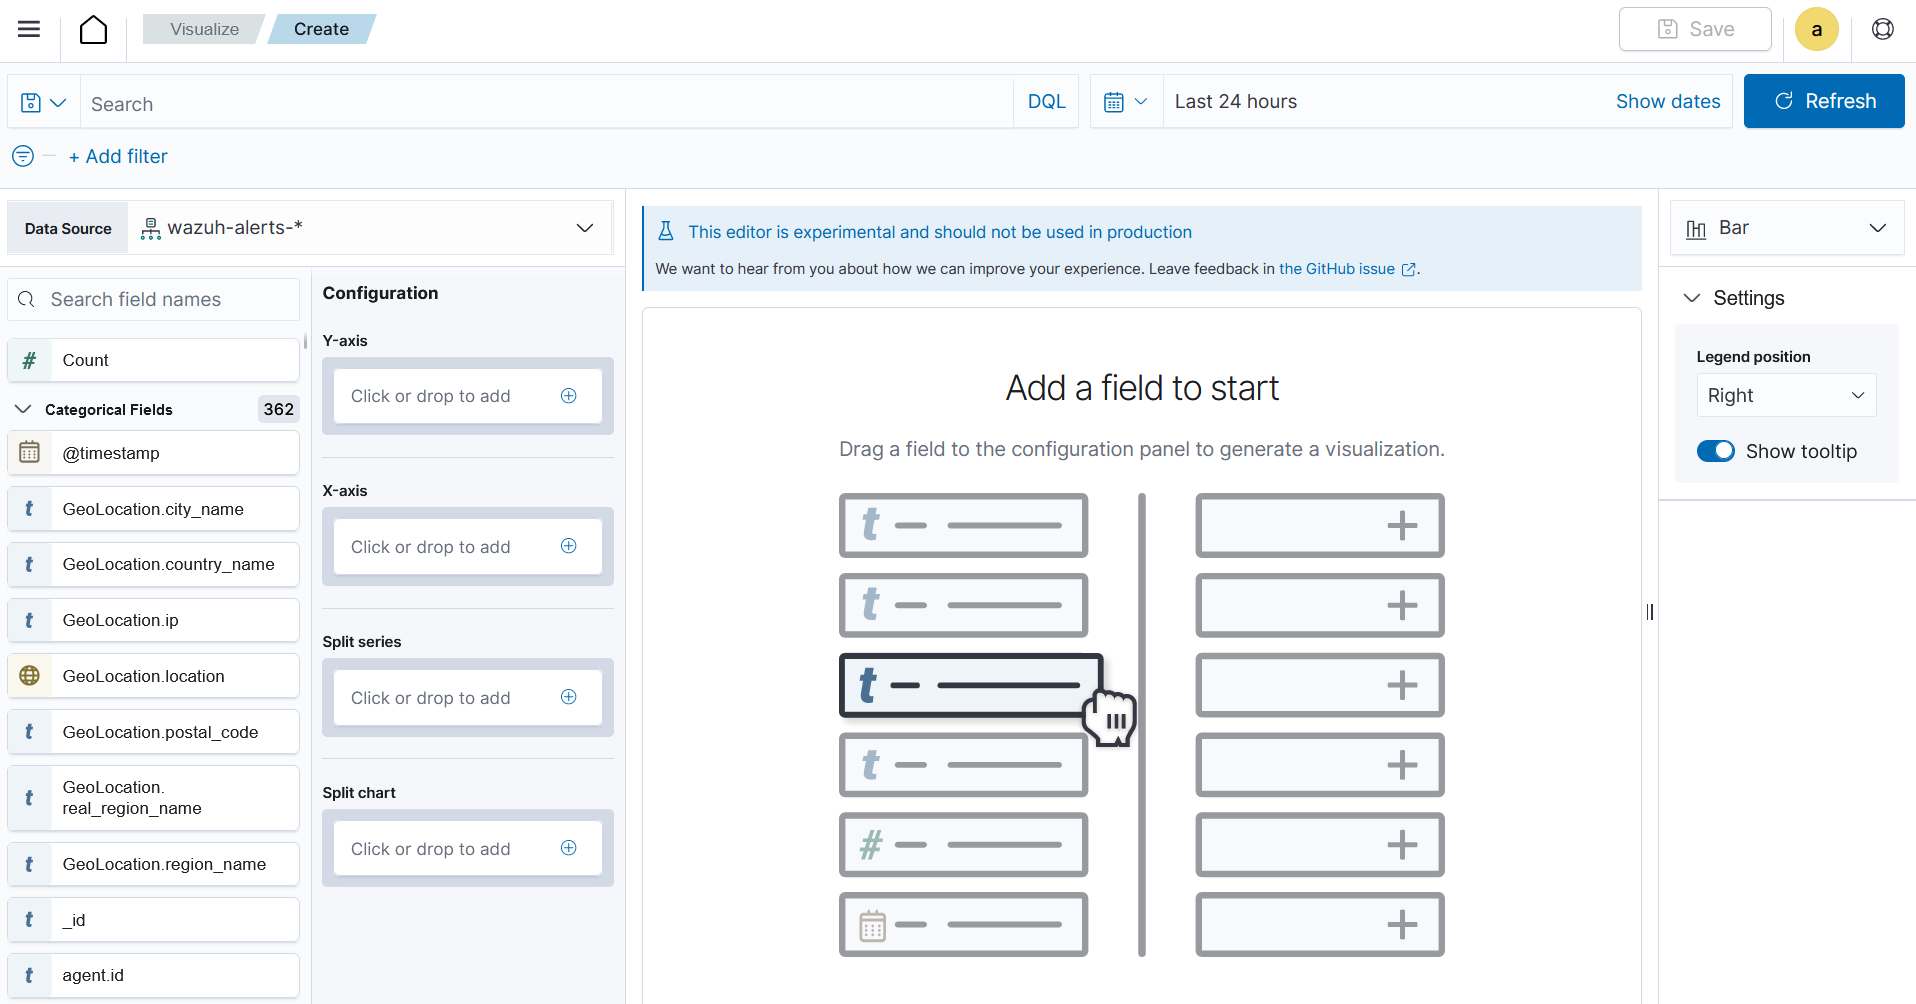 Visualize
Create
Save
a
Search
DQL
Last 24 hours
Show dates
Refresh
+ Add filter
Data Source
wazuh-alerts-*
Search field names
# Count
Categorical Fields
362
@timestamp
t GeoLocation.city_name
t GeoLocation.country_name
t GeoLocation.ip
GeoLocation.location
t GeoLocation.postal_code
t GeoLocation.
real_region_name
t GeoLocation.region_name
t _id
t agent.id
Configuration
Y-axis
Click or drop to add
X-axis
Click or drop to add
Split series
Click or drop to add
Split chart
Click or drop to add
This editor is experimental and should not be used in production
We want to hear from you about how we can improve your experience. Leave feedback in the GitHub issue.
Add a field to start
Drag a field to the configuration panel to generate a visualization.
t
t
t
t
#
Bar
Settings
Legend position
Right
Show tooltip